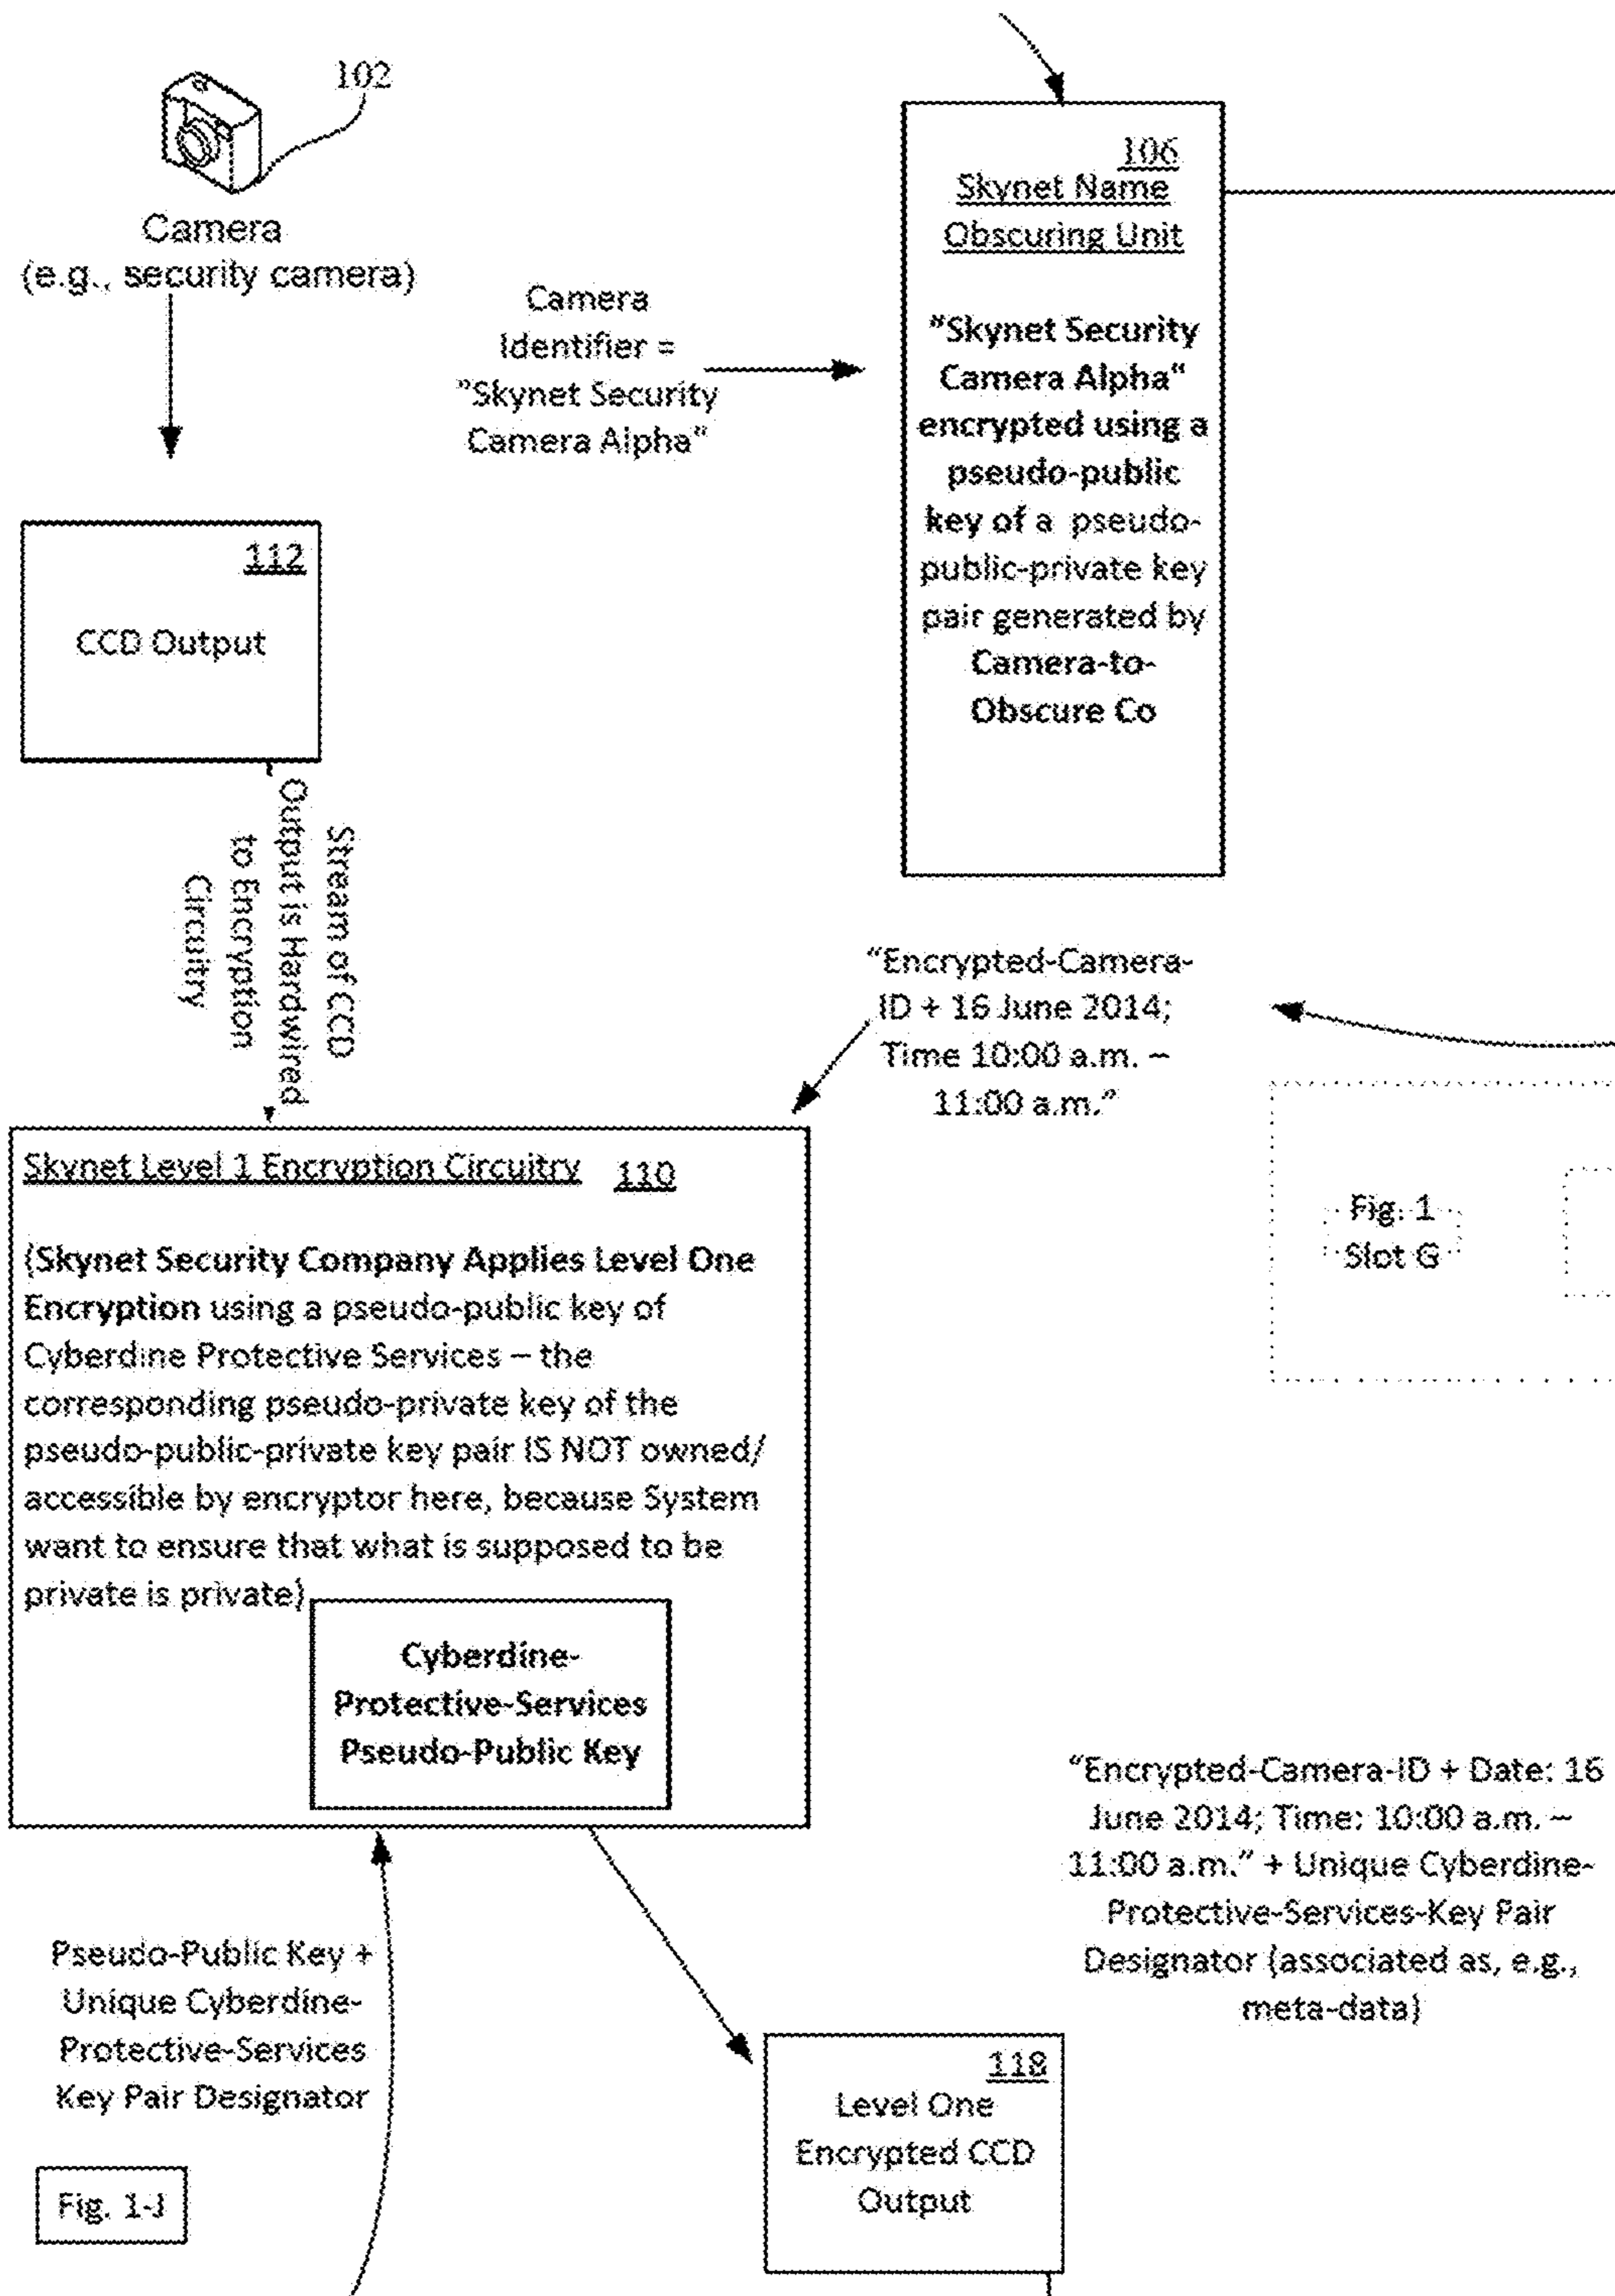 102
Camera
(e.g., security camera)
Camera
Identifier =
"Skynet Security
Camera Alpha"
106
Skynet Name
Obscuring Unit
"Skynet Security
Camera Alpha"
encrypted using a
pseudo-public
key of a pseudo-
public-private key
pair generated by
Camera-to-
Obscure Co
112
CCD Output
Stream of CCD
Output is Hardwired
to Encryption
Circuitry
“Encrypted-Camera-
ID + 16 June 2014;
Time 10:00 a.m. –
11:00 a.m.”
Fig. 1
Slot G
Skynet Level 1 Encryption Circuitry 110
(Skynet Security Company Applies Level One
Encryption using a pseudo-public key of
Cyberdine Protective Services – the
corresponding pseudo-private key of the
pseudo-public-private key pair IS NOT owned/
accessible by encryptor here, because System
want to ensure that what is supposed to be
private is private)
Cyberdine-
Protective-Services
Pseudo-Public Key
“Encrypted-Camera-ID + Date: 16
June 2014; Time: 10:00 a.m. –
11:00 a.m.” + Unique Cyberdine-
Protective-Services-Key Pair
Designator (associated as, e.g.,
meta-data)
Pseudo-Public Key +
Unique Cyberdine-
Protective-Services
Key Pair Designator
118
Level One
Encrypted CCD
Output
Fig. 1-J